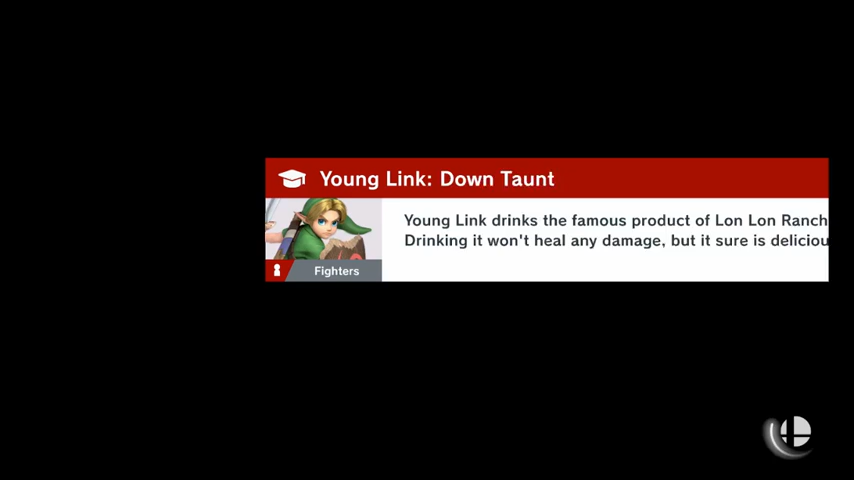 Young Link: Down Taunt
Young Link drinks the famous product of Lon Lon Ranch
Drinking it won't heal any damage, but it sure is deliciou
Fighters